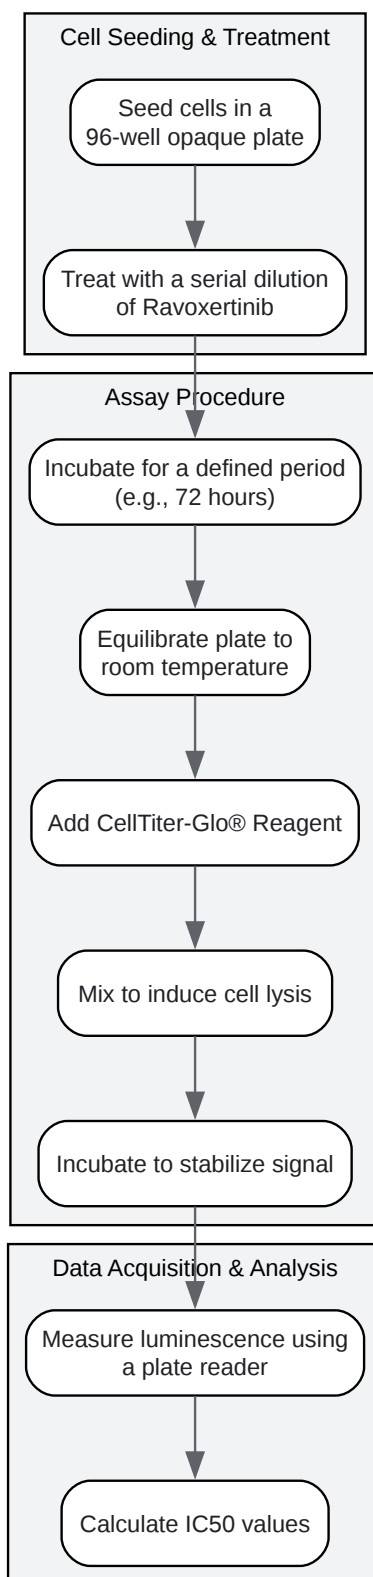 Cell Seeding & Treatment
Seed cells in a
96-well opaque plate
Treat with a serial dilution
of Ravoxertinib
Assay Procedure
Incubate for a defined period
(e.g., 72 hours)
Equilibrate plate to
room temperature
Add CellTiter-Glo® Reagent
Mix to induce cell lysis
Incubate to stabilize signal
Data Acquisition & Analysis
Measure luminescence using
a plate reader
Calculate IC50 values